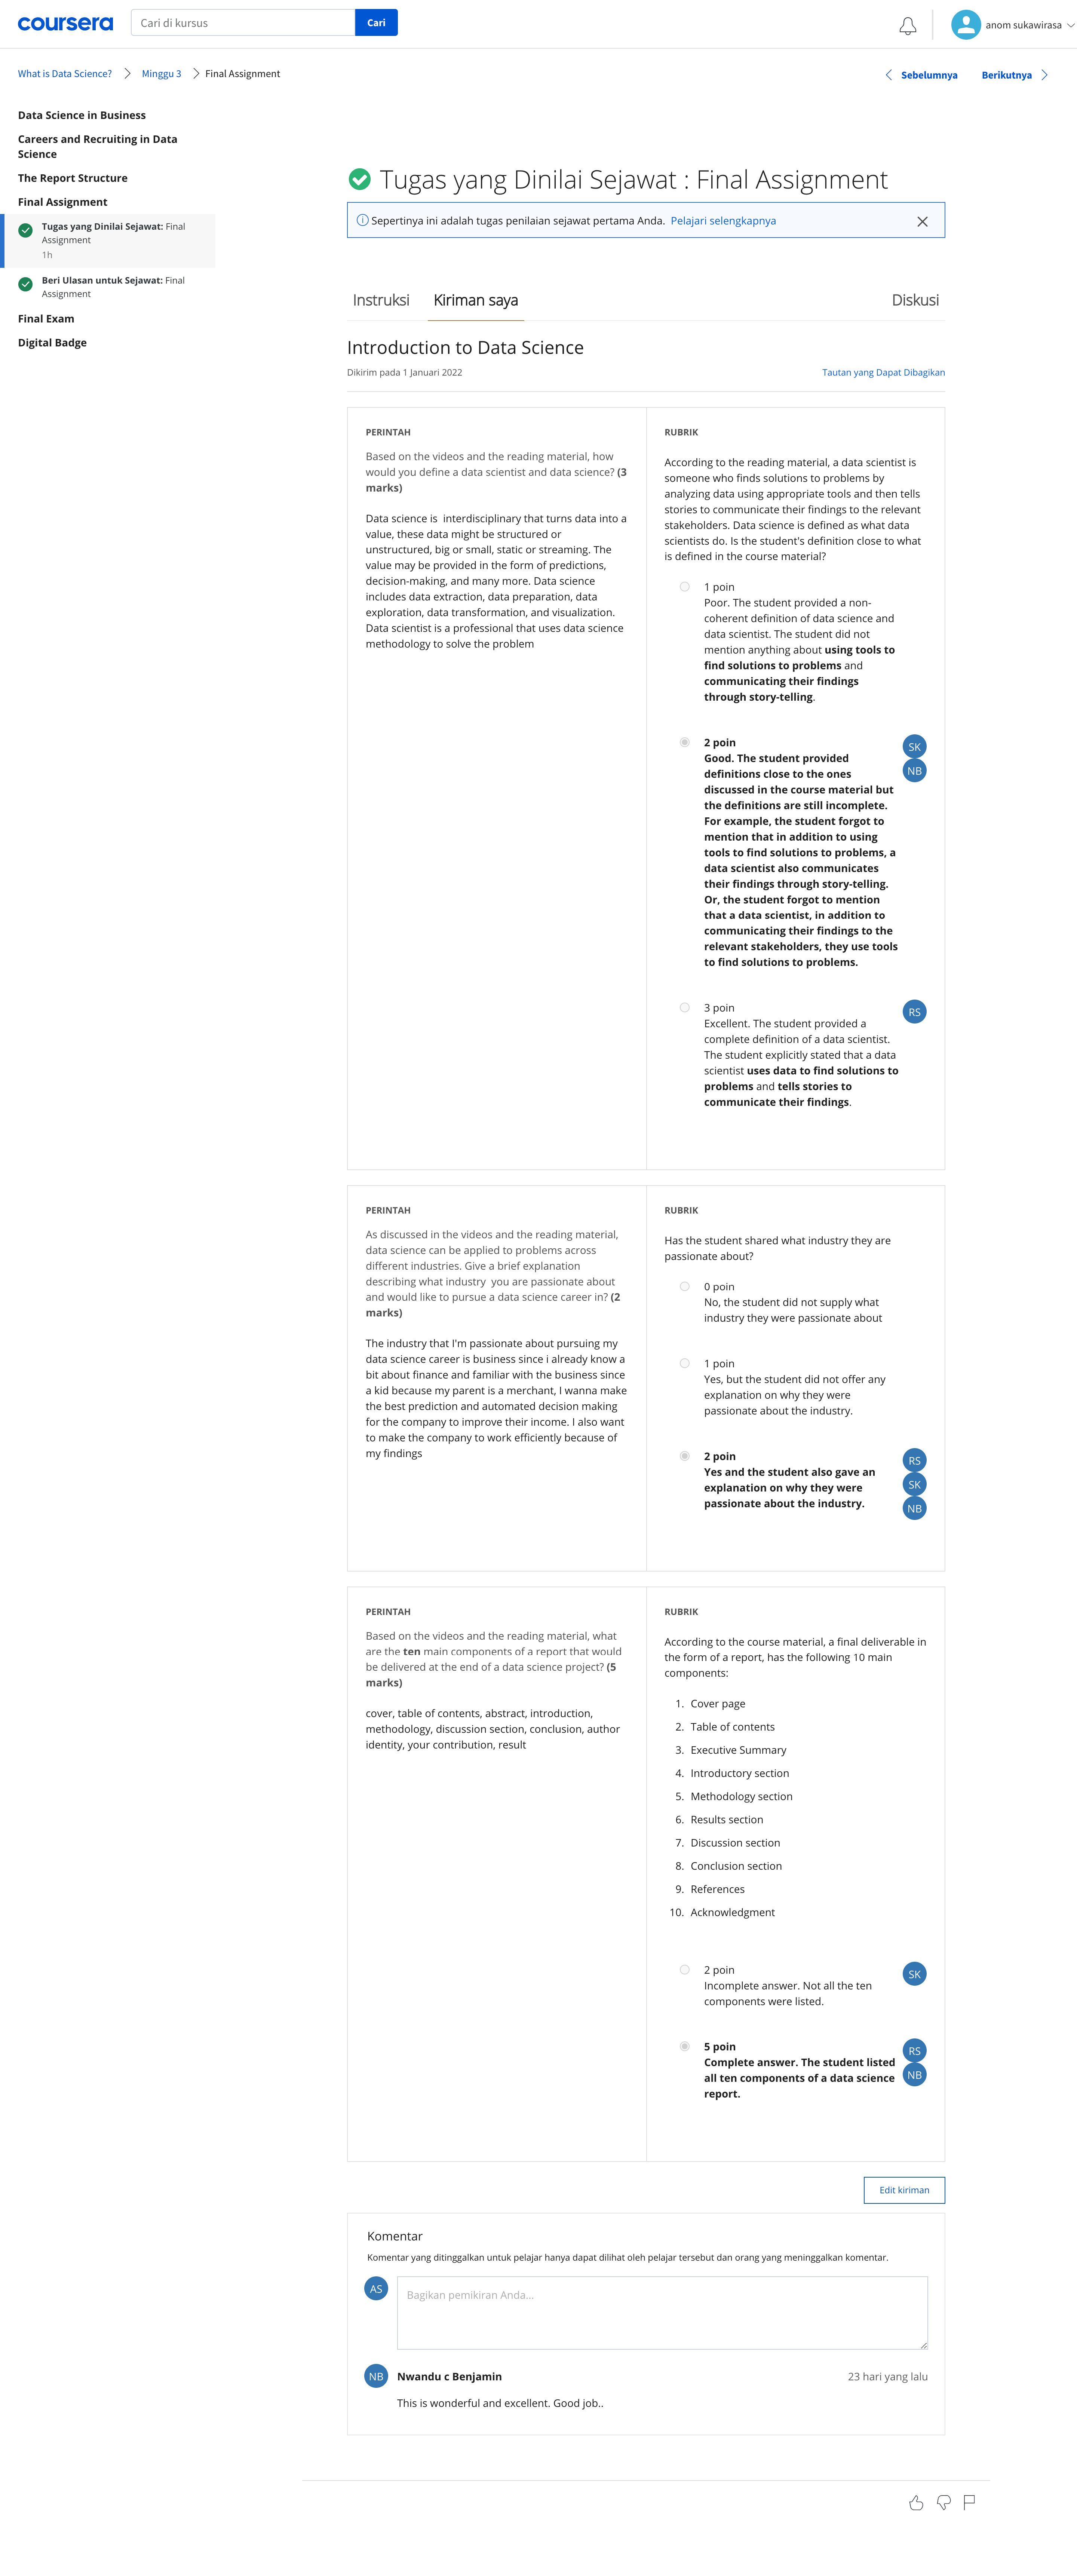 coursera
Cari di kursus
Cari
anom sukawirasa
What is Data Science?
Minggu 3
Final Assignment
Sebelumnya
Berikutnya
Data Science in Business
Careers and Recruiting in Data
Science
The Report Structure
Final Assignment
Tugas yang Dinilai Sejawat: Final
Assignment
1h
Beri Ulasan untuk Sejawat: Final
Assignment
Final Exam
Digital Badge
Tugas yang Dinilai Sejawat : Final Assignment
Sepertinya ini adalah tugas penilaian sejawat pertama Anda. Pelajari selengkapnya
Instruksi
Kiriman saya
Diskusi
Introduction to Data Science
Dikirim pada 1 Januari 2022
Tautan yang Dapat Dibagikan
PERINTAH
Based on the videos and the reading material, how
would you define a data scientist and data science? (3
marks)
Data science is interdisciplinary that turns data into a
value, these data might be structured or
unstructured, big or small, static or streaming. The
value may be provided in the form of predictions,
decision-making, and many more. Data science
includes data extraction, data preparation, data
exploration, data transformation, and visualization.
Data scientist is a professional that uses data science
methodology to solve the problem
RUBRIK
According to the reading material, a data scientist is
someone who finds solutions to problems by
analyzing data using appropriate tools and then tells
stories to communicate their findings to the relevant
stakeholders. Data science is defined as what data
scientists do. Is the student's definition close to what
is defined in the course material?
1 poin
Poor. The student provided a non-
coherent definition of data science and
data scientist. The student did not
mention anything about using tools to
find solutions to problems and
communicating their findings
through story-telling.
2 poin
Good. The student provided
definitions close to the ones
discussed in the course material but
the definitions are still incomplete.
For example, the student forgot to
mention that in addition to using
tools to find solutions to problems, a
data scientist also communicates
their findings through story-telling.
Or, the student forgot to mention
that a data scientist, in addition to
communicating their findings to the
relevant stakeholders, they use tools
to find solutions to problems.
SK
NB
3 poin
Excellent. The student provided a
complete definition of a data scientist.
The student explicitly stated that a data
scientist uses data to find solutions to
problems and tells stories to
communicate their findings.
RS
PERINTAH
As discussed in the videos and the reading material,
data science can be applied to problems across
different industries. Give a brief explanation
describing what industry you are passionate about
and would like to pursue a data science career in? (2
marks)
The industry that I'm passionate about pursuing my
data science career is business since i already know a
bit about finance and familiar with the business since
a kid because my parent is a merchant, I wanna make
the best prediction and automated decision making
for the company to improve their income. I also want
to make the company to work efficiently because of
my findings
RUBRIK
Has the student shared what industry they are
passionate about?
0 poin
No, the student did not supply what
industry they were passionate about
1 poin
Yes, but the student did not offer any
explanation on why they were
passionate about the industry.
2 poin
Yes and the student also gave an
explanation on why they were
passionate about the industry.
RS
SK
NB
PERINTAH
Based on the videos and the reading material, what
are the ten main components of a report that would
be delivered at the end of a data science project? (5
marks)
cover, table of contents, abstract, introduction,
methodology, discussion section, conclusion, author
identity, your contribution, result
RUBRIK
According to the course material, a final deliverable in
the form of a report, has the following 10 main
components:
1. Cover page
2. Table of contents
3. Executive Summary
4. Introductory section
5. Methodology section
6. Results section
7. Discussion section
8. Conclusion section
9. References
10. Acknowledgment
2 poin
Incomplete answer. Not all the ten
components were listed.
SK
5 poin
Complete answer. The student listed
all ten components of a data science
report.
RS
NB
Edit kiriman
Komentar
Komentar yang ditinggalkan untuk pelajar hanya dapat dilihat oleh pelajar tersebut dan orang yang meninggalkan komentar.
AS
Bagikan pemikiran Anda...
NB
Nwandu c Benjamin
23 hari yang lalu
This is wonderful and excellent. Good job..